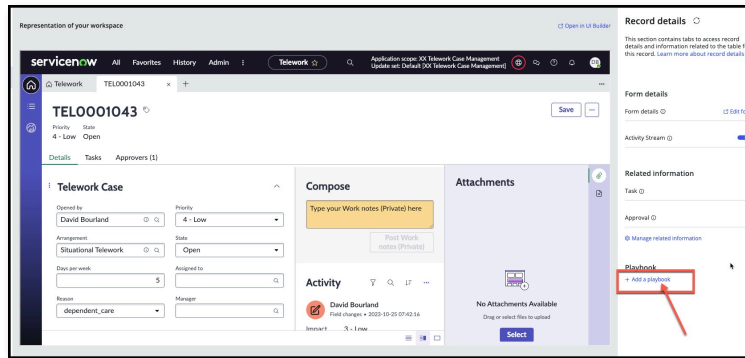 Representation of your workspace
Open in UI Builder
servicenow All Favorites History Admin
Telework
Application scope: XX Telework Case Management
Update set: Default [XX Telework Case Management]
DB
Telework TEL0001043 × +
TEL0001043
Save
Priority State
4 - Low Open
Details Tasks Approvers (1)
Telework Case
Opened by Priority
David Bourland 4 - Low
Arrangement State
Situational Telework Open
Days per week Assigned to
5
Reason Manager
dependent_care
Compose
Type your Work notes (Private) here
Post Work
notes (Private)
Activity
David Bourland
Field changes • 2023-10-25 07:42:16
Impact 3 - Low
Attachments
No Attachments Available
Drag or select files to upload
Select
Record details
This section contains tabs to access record
details and information related to the table f
this record. Learn more about record details
Form details
Form details Edit fo
Activity Stream
Related information
Task
Approval
Manage related information
Playbook
+ Add a playbook